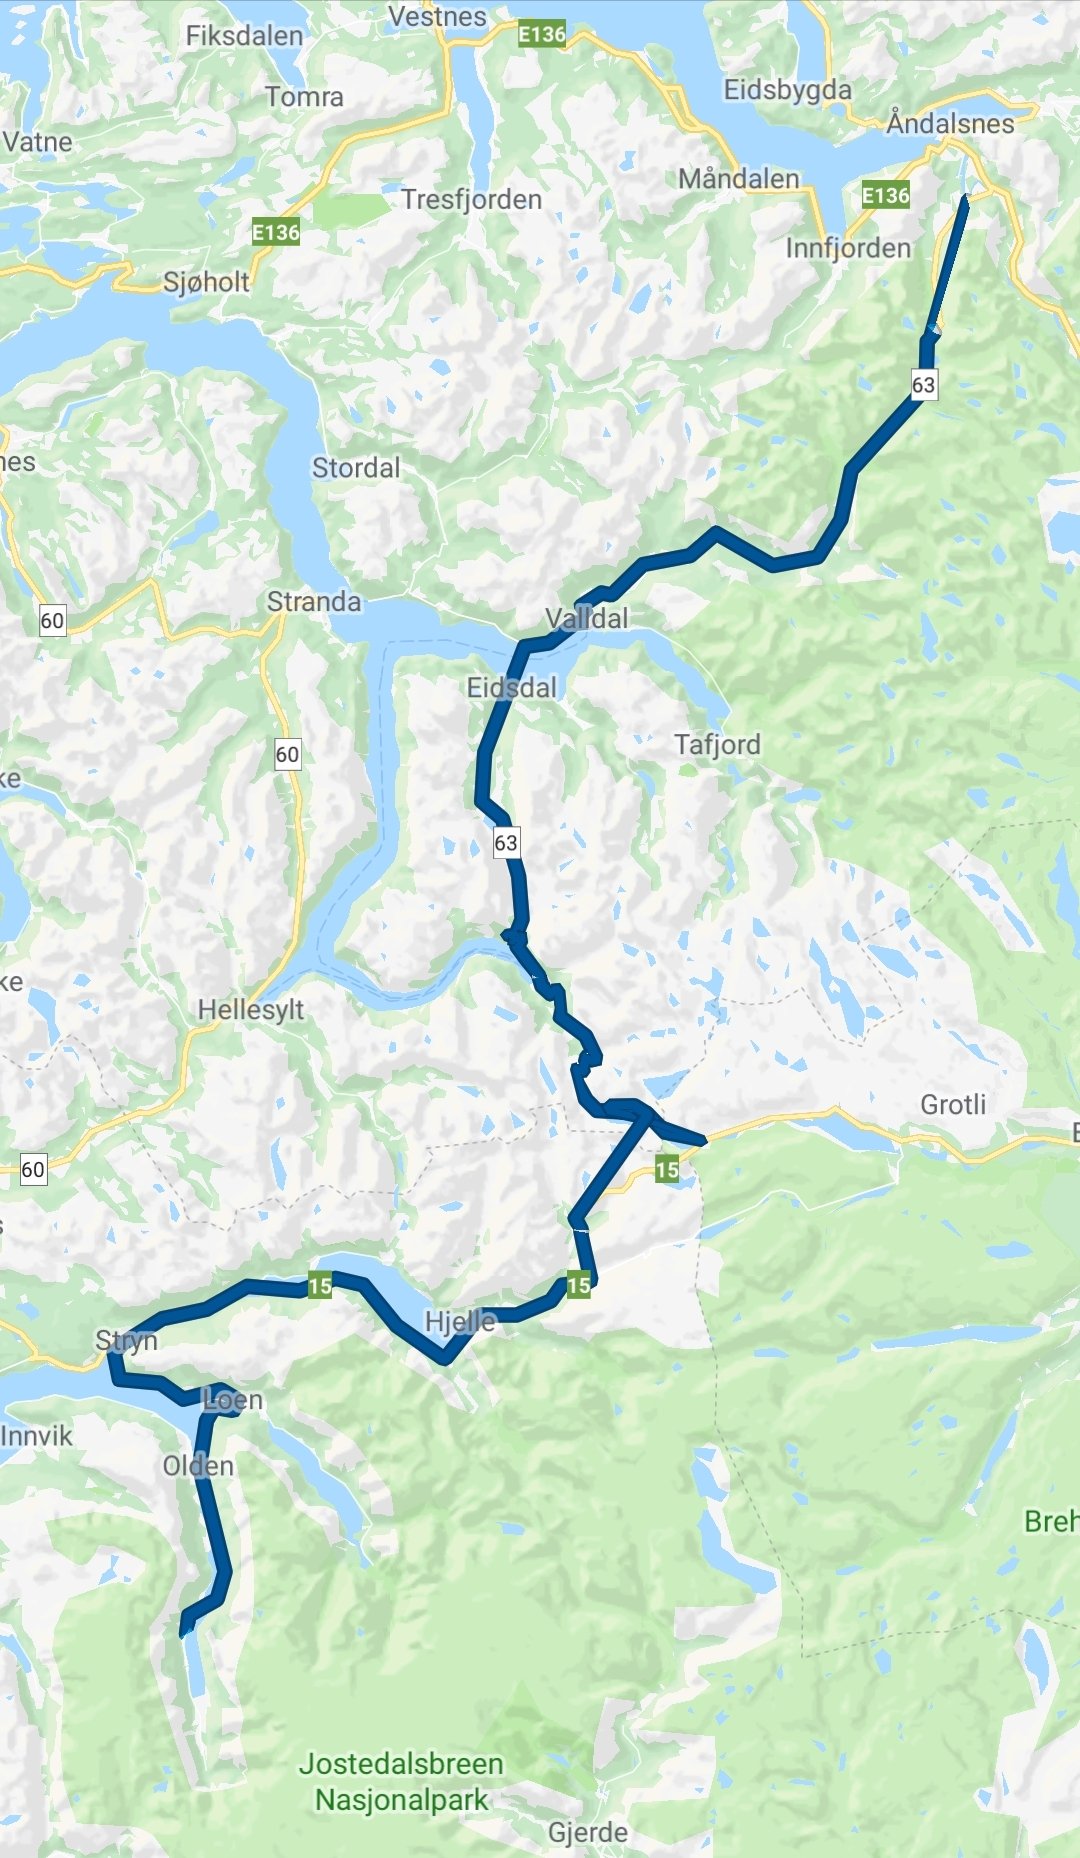 Vestnes
Fiksdalen
E136
Tomra
Eidsbygda
Åndalsnes
Vatne
Måndalen
E136
Tresfjorden
E136
Innfjorden
Sjøholt
63
Stordal
Stranda
60
Valldal
Eidsdal
60
Tafjord
63
Hellesylt
Grotli
60
15
15
15
Hjelle
Stryn
Loen
Innvik
Olden
Breh
Jostedalsbreen
Nasjonalpark
Gjerde